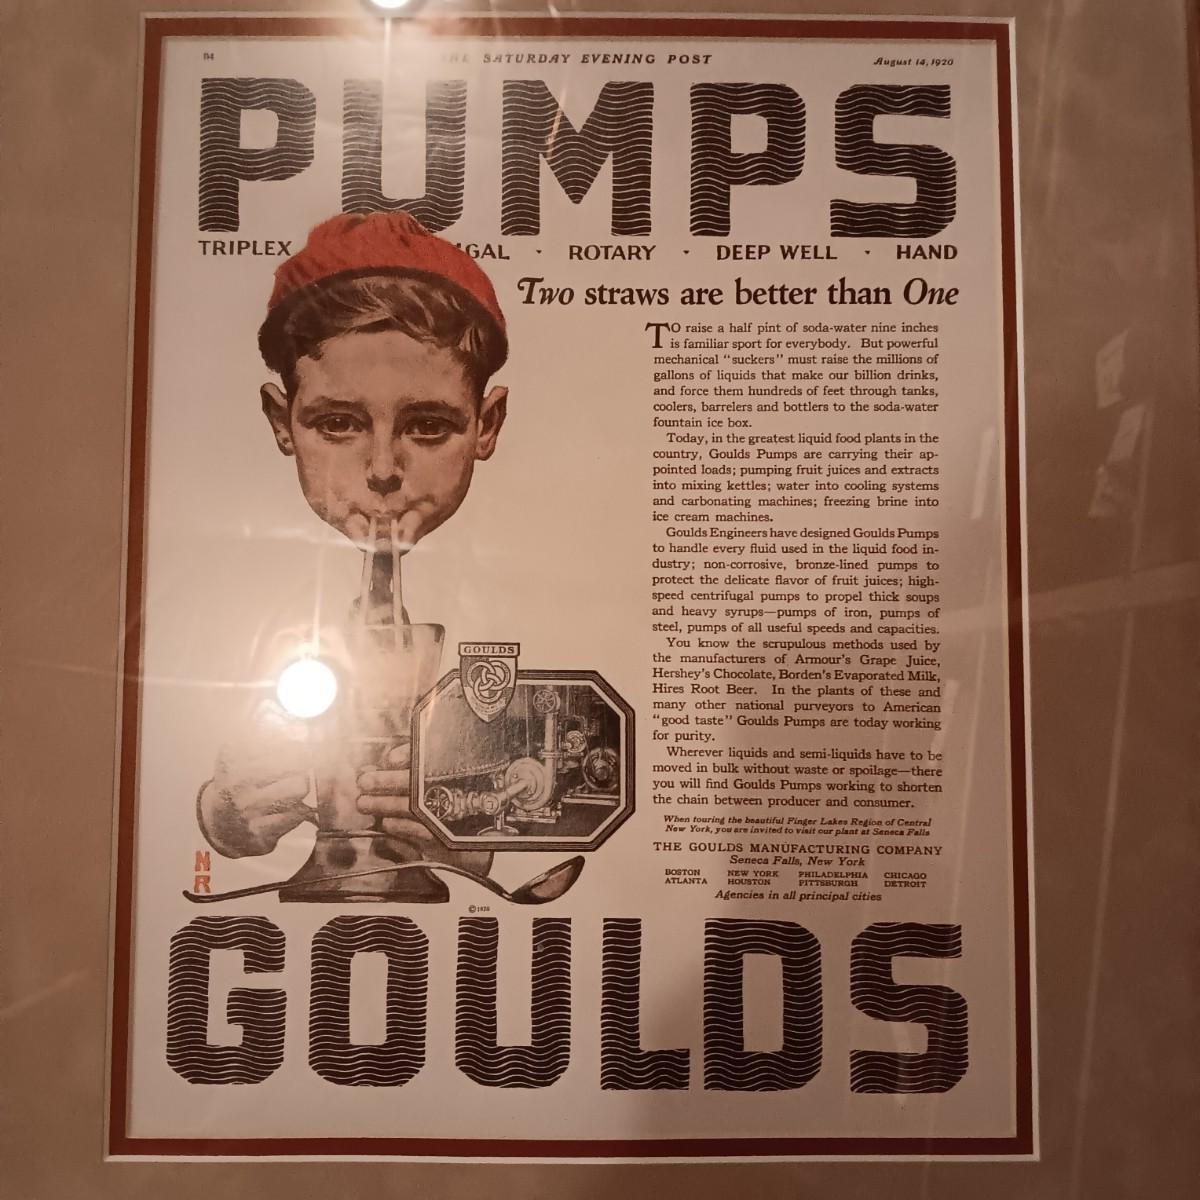 114
THE SATURDAY EVENING POST
August 14, 1920
PUMPS
TRIPLEX GAL · ROTARY · DEEP WELL · HAND
Two straws are better than One
TO raise a half pint of soda-water nine inches
is familiar sport for everybody. But powerful
mechanical "suckers" must raise the millions of
gallons of liquids that make our billion drinks,
and force them hundreds of feet through tanks,
coolers, barrelers and bottlers to the soda-water
fountain ice box.
Today, in the greatest liquid food plants in the
country, Goulds Pumps are carrying their ap-
pointed loads; pumping fruit juices and extracts
into mixing kettles; water into cooling systems
and carbonating machines; freezing brine into
ice cream machines.
Goulds Engineers have designed Goulds Pumps
to handle every fluid used in the liquid food in-
dustry; non-corrosive, bronze-lined pumps to
protect the delicate flavor of fruit juices; high-
speed centrifugal pumps to propel thick soups
and heavy syrups—pumps of iron, pumps of
steel, pumps of all useful speeds and capacities.
You know the scrupulous methods used by
the manufacturers of Armour's Grape Juice,
Hershey's Chocolate, Borden's Evaporated Milk,
Hires Root Beer. In the plants of these and
many other national purveyors to American
"good taste" Goulds Pumps are today working
for purity.
Wherever liquids and semi-liquids have to be
moved in bulk without waste or spoilage—there
you will find Goulds Pumps working to shorten
the chain between producer and consumer.
When touring the beautiful Finger Lakes Region of Central
New York, you are invited to visit our plant at Seneca Falls
THE GOULDS MANUFACTURING COMPANY
Seneca Falls, New York
BOSTON NEW YORK PHILADELPHIA CHICAGO
ATLANTA HOUSTON PITTSBURGH DETROIT
Agencies in all principal cities
GOULDS
NR
©1920
GOULDS